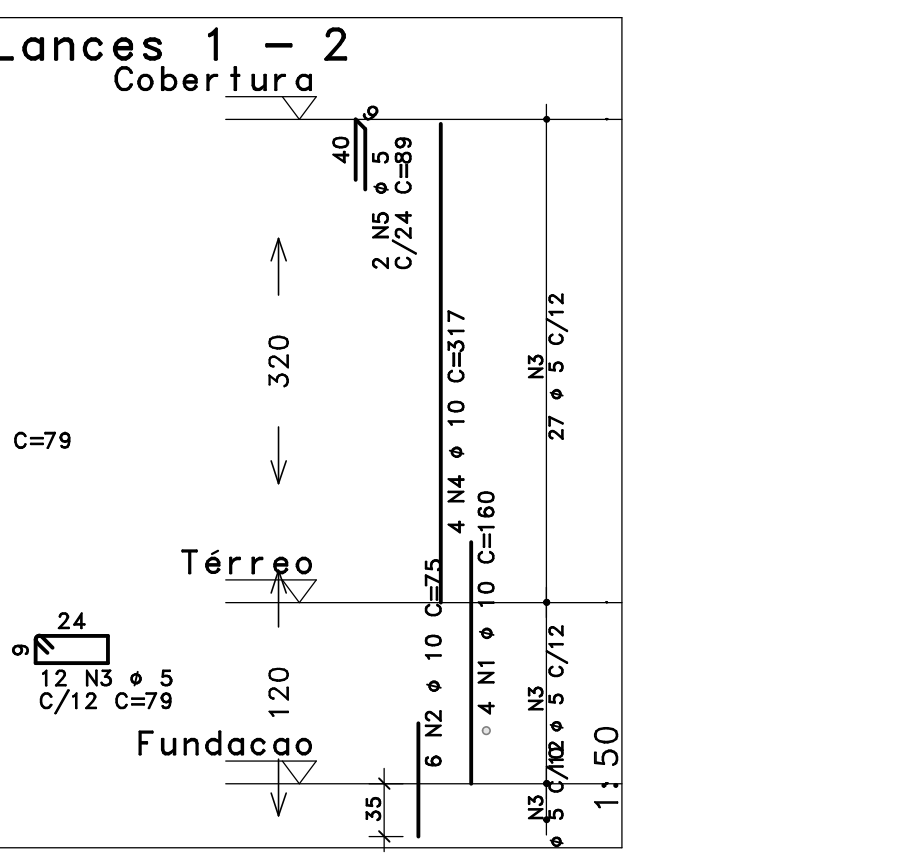 Lances 1 - 2
Cobertura
9
40
2 N5 ø 5
C/24 C=89
320
27 ø 5 C/12
N3
4 N4 ø 10 C=317
C=79
4 N1 ø 10 C=160
Térreo
6 N2 ø 10 C=75
24
9
12 N3 ø 5
C/12 C=79
120
N3
ø 5 C/12
Fundacao
35
N3
ø 5
1:50